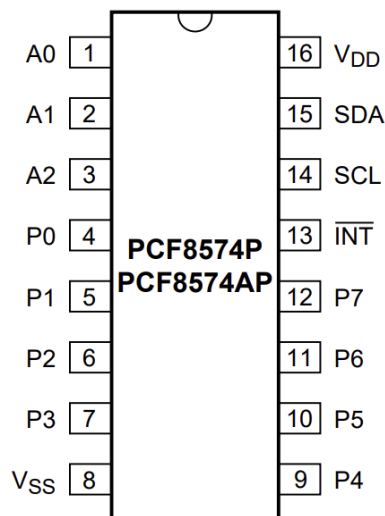 A0 1 16 VDD
A1 2 15 SDA
A2 3 14 SCL
P0 4 13 I̅N̅T̅
PCF8574P
PCF8574AP
P1 5 12 P7
P2 6 11 P6
P3 7 10 P5
VSS 8 9 P4